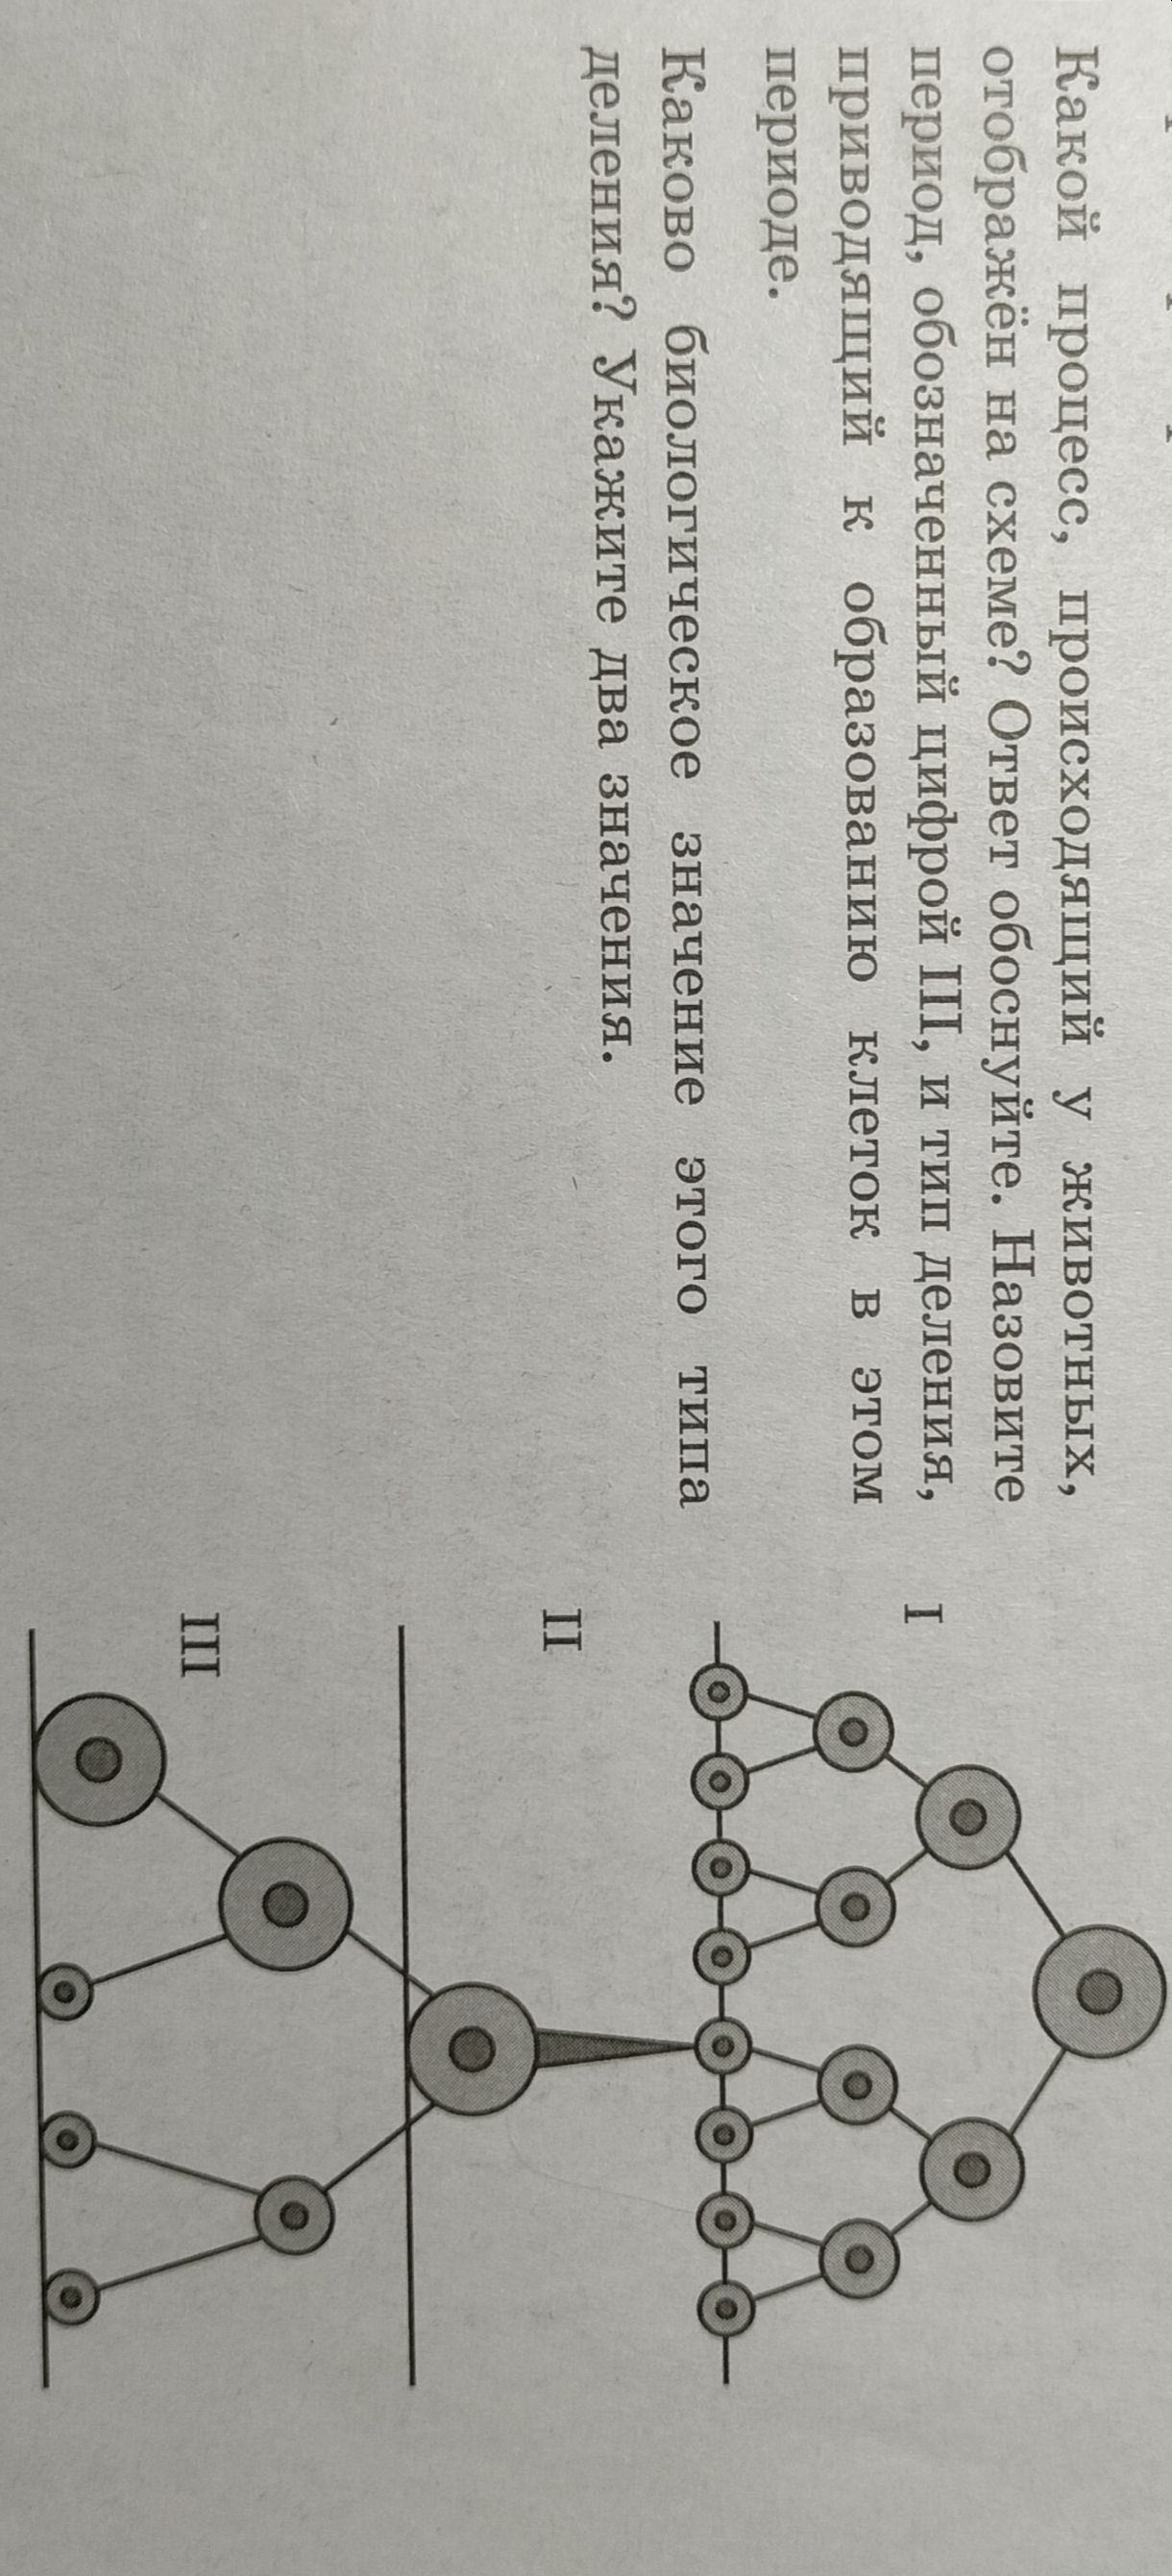 Какой процесс, происходящий у животных,
отображён на схеме? Ответ обоснуйте. Назовите
период, обозначенный цифрой III, и тип деления,
приводящий к образованию клеток в этом
периоде.
Каково биологическое значение этого типа
деления? Укажите два значения.
I
II
III